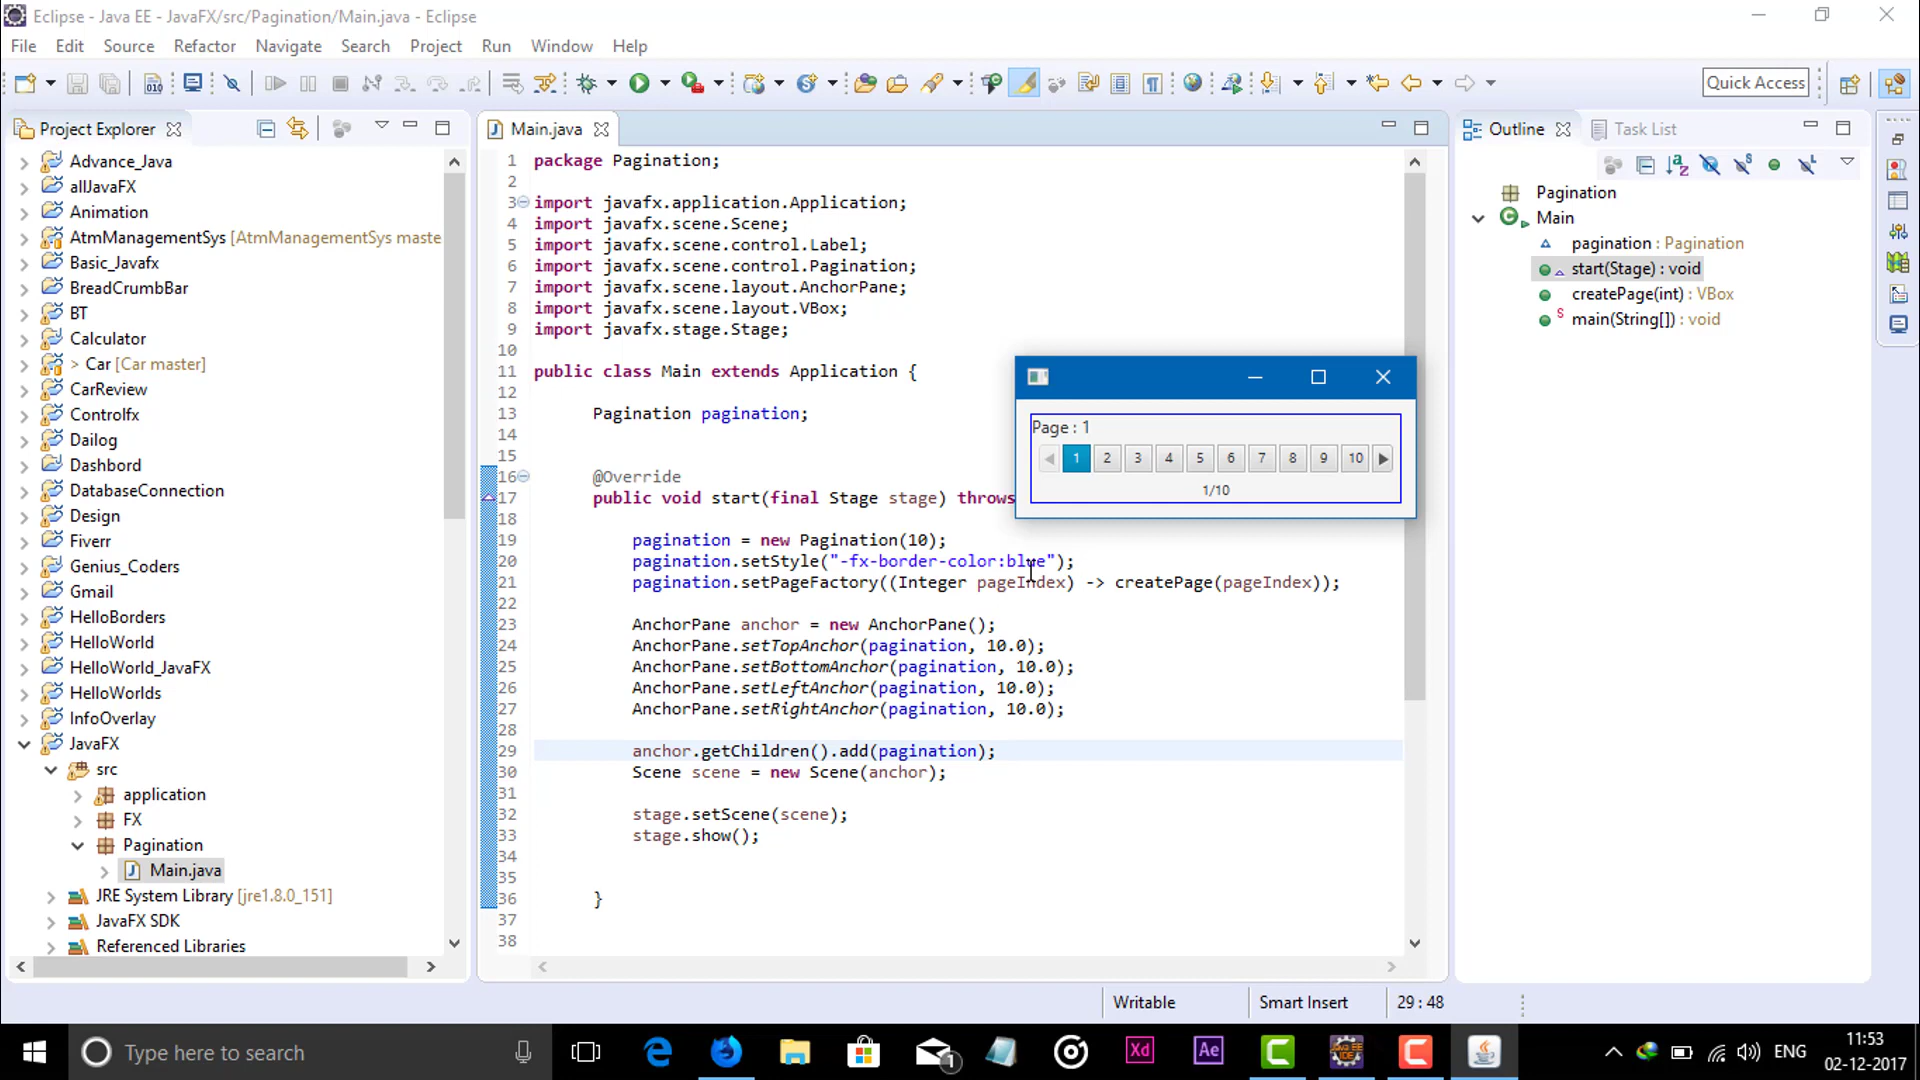 Eclipse - Java EE - JavaFX/src/Pagination/Main.java - Eclipse
File Edit Source Refactor Navigate Search Project Run Window Help
Quick Access
Project Explorer
Advance_Java
allJavaFX
Animation
AtmManagementSys [AtmManagementSys maste
Basic_Javafx
BreadCrumbBar
BT
Calculator
> Car [Car master]
CarReview
Controlfx
Dailog
Dashbord
DatabaseConnection
Design
Fiverr
Genius_Coders
Gmail
HelloBorders
HelloWorld
HelloWorld_JavaFX
HelloWorlds
InfoOverlay
JavaFX
src
application
FX
Pagination
Main.java
JRE System Library [jre1.8.0_151]
JavaFX SDK
Referenced Libraries
Main.java
1 package Pagination;
2
3 import javafx.application.Application;
4 import javafx.scene.Scene;
5 import javafx.scene.control.Label;
6 import javafx.scene.control.Pagination;
7 import javafx.scene.layout.AnchorPane;
8 import javafx.scene.layout.VBox;
9 import javafx.stage.Stage;
10
11 public class Main extends Application {
12
13 Pagination pagination;
14
15
16 @Override
17 public void start(final Stage stage) throws
18
19 pagination = new Pagination(10);
20 pagination.setStyle("-fx-border-color:blue");
21 pagination.setPageFactory((Integer pageIndex) -> createPage(pageIndex));
22
23 AnchorPane anchor = new AnchorPane();
24 AnchorPane.setTopAnchor(pagination, 10.0);
25 AnchorPane.setBottomAnchor(pagination, 10.0);
26 AnchorPane.setLeftAnchor(pagination, 10.0);
27 AnchorPane.setRightAnchor(pagination, 10.0);
28
29 anchor.getChildren().add(pagination);
30 Scene scene = new Scene(anchor);
31
32 stage.setScene(scene);
33 stage.show();
34
35
36 }
37
38
Page : 1
1 2 3 4 5 6 7 8 9 10
1/10
Outline Task List
Pagination
Main
pagination : Pagination
start(Stage) : void
createPage(int) : VBox
main(String[]) : void
Writable Smart Insert 29 : 48
Type here to search
1
Xd
Ae
ENG
11:53
02-12-2017